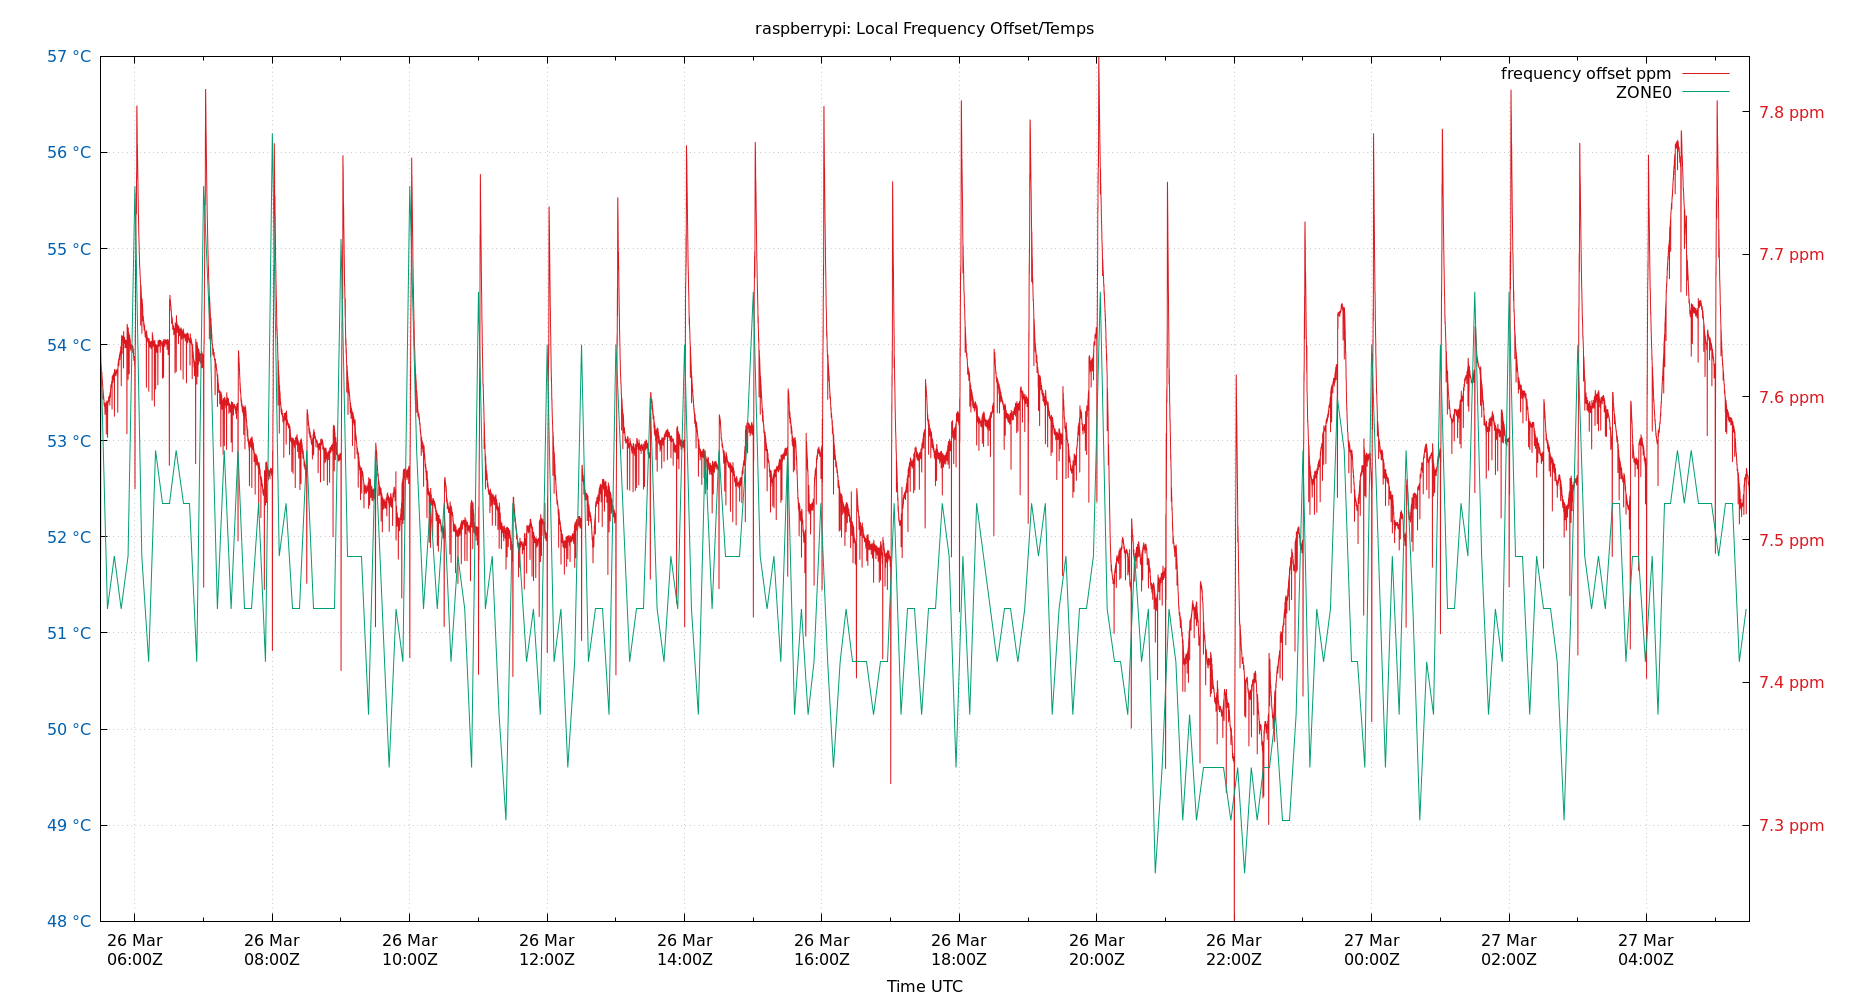 raspberrypi: Local Frequency Offset/Temps
57 °C
56 °C
55 °C
54 °C
53 °C
52 °C
51 °C
50 °C
49 °C
48 °C
frequency offset ppm
ZONE0
7.8 ppm
7.7 ppm
7.6 ppm
7.5 ppm
7.4 ppm
7.3 ppm
26 Mar 26 Mar 26 Mar 26 Mar 26 Mar 26 Mar 26 Mar 26 Mar 26 Mar 27 Mar 27 Mar 27 Mar
06:00Z 08:00Z 10:00Z 12:00Z 14:00Z 16:00Z 18:00Z 20:00Z 22:00Z 00:00Z 02:00Z 04:00Z
Time UTC